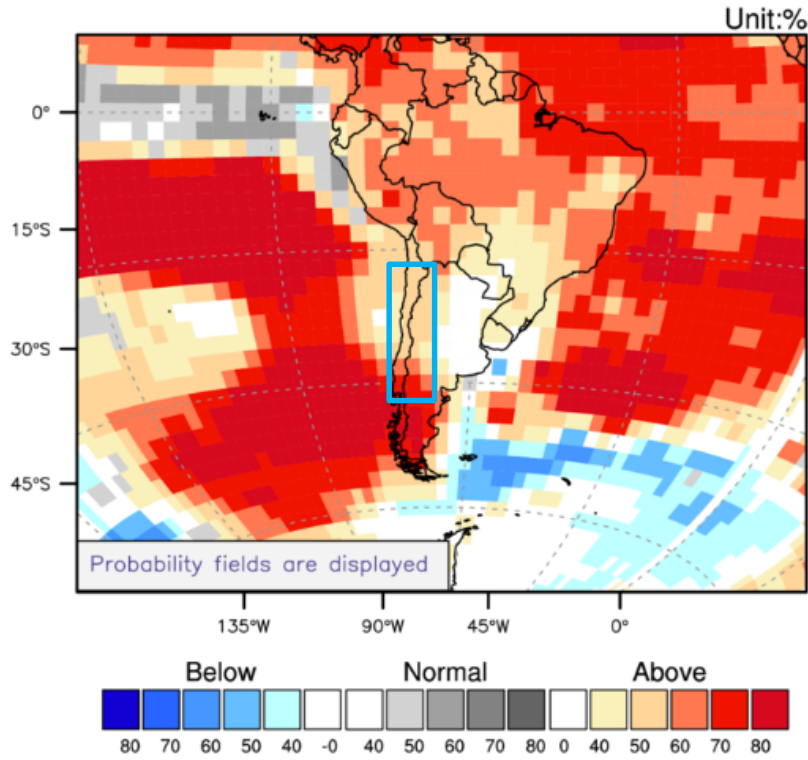 Unit:%
0°
15°S
30°S
45°S
Probability fields are displayed
135°W 90°W 45°W 0°
Below Normal Above
80 70 60 50 40 -0 40 50 60 70 80 0 40 50 60 70 80